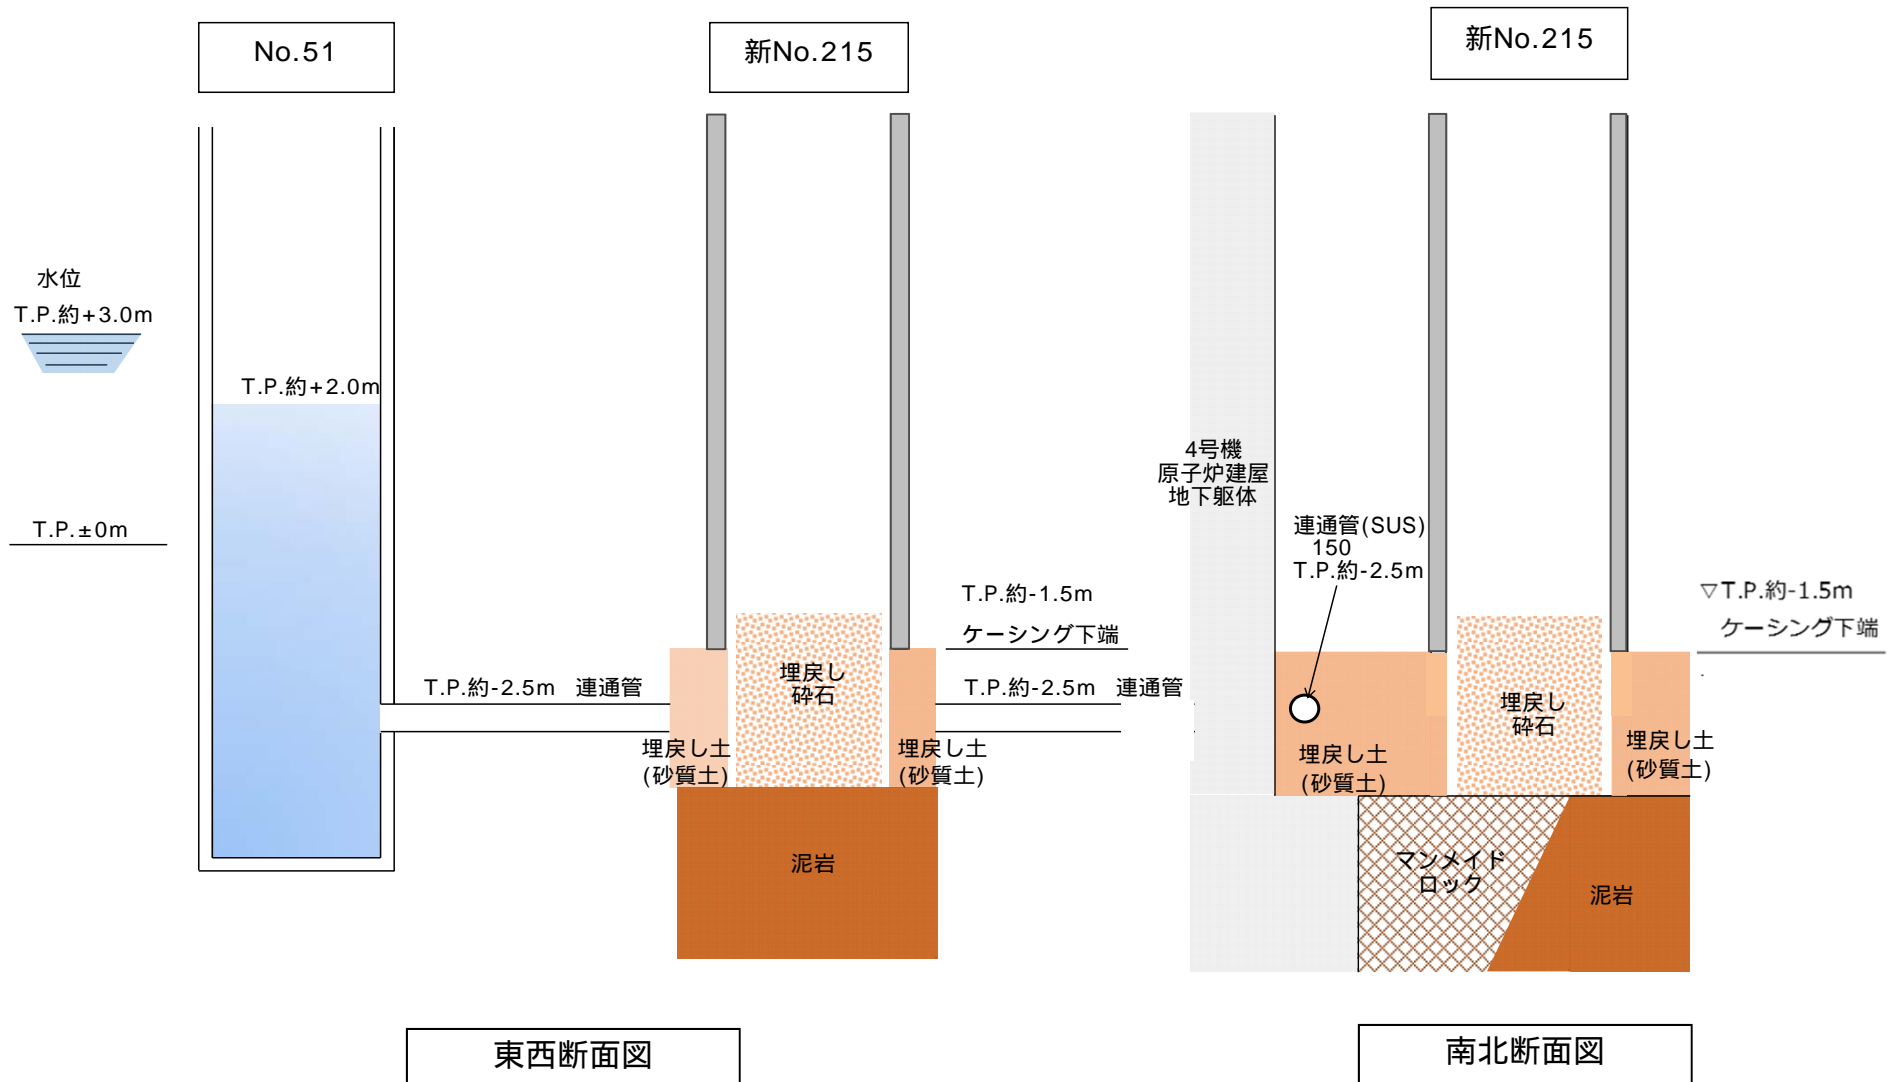 No.51
新No.215
新No.215
水位
T.P.約+3.0m
T.P.約+2.0m
T.P.±0m
4号機
原子炉建屋
地下躯体
連通管(SUS)
150
T.P.約-2.5m
T.P.約-1.5m
ケーシング下端
▽T.P.約-1.5m
ケーシング下端
T.P.約-2.5m 連通管
埋戻し
砕石
T.P.約-2.5m 連通管
埋戻し土
(砂質土)
埋戻し土
(砂質土)
埋戻し
砕石
埋戻し土
(砂質土)
埋戻し土
(砂質土)
泥岩
マンメイド
ロック
泥岩
東西断面図
南北断面図